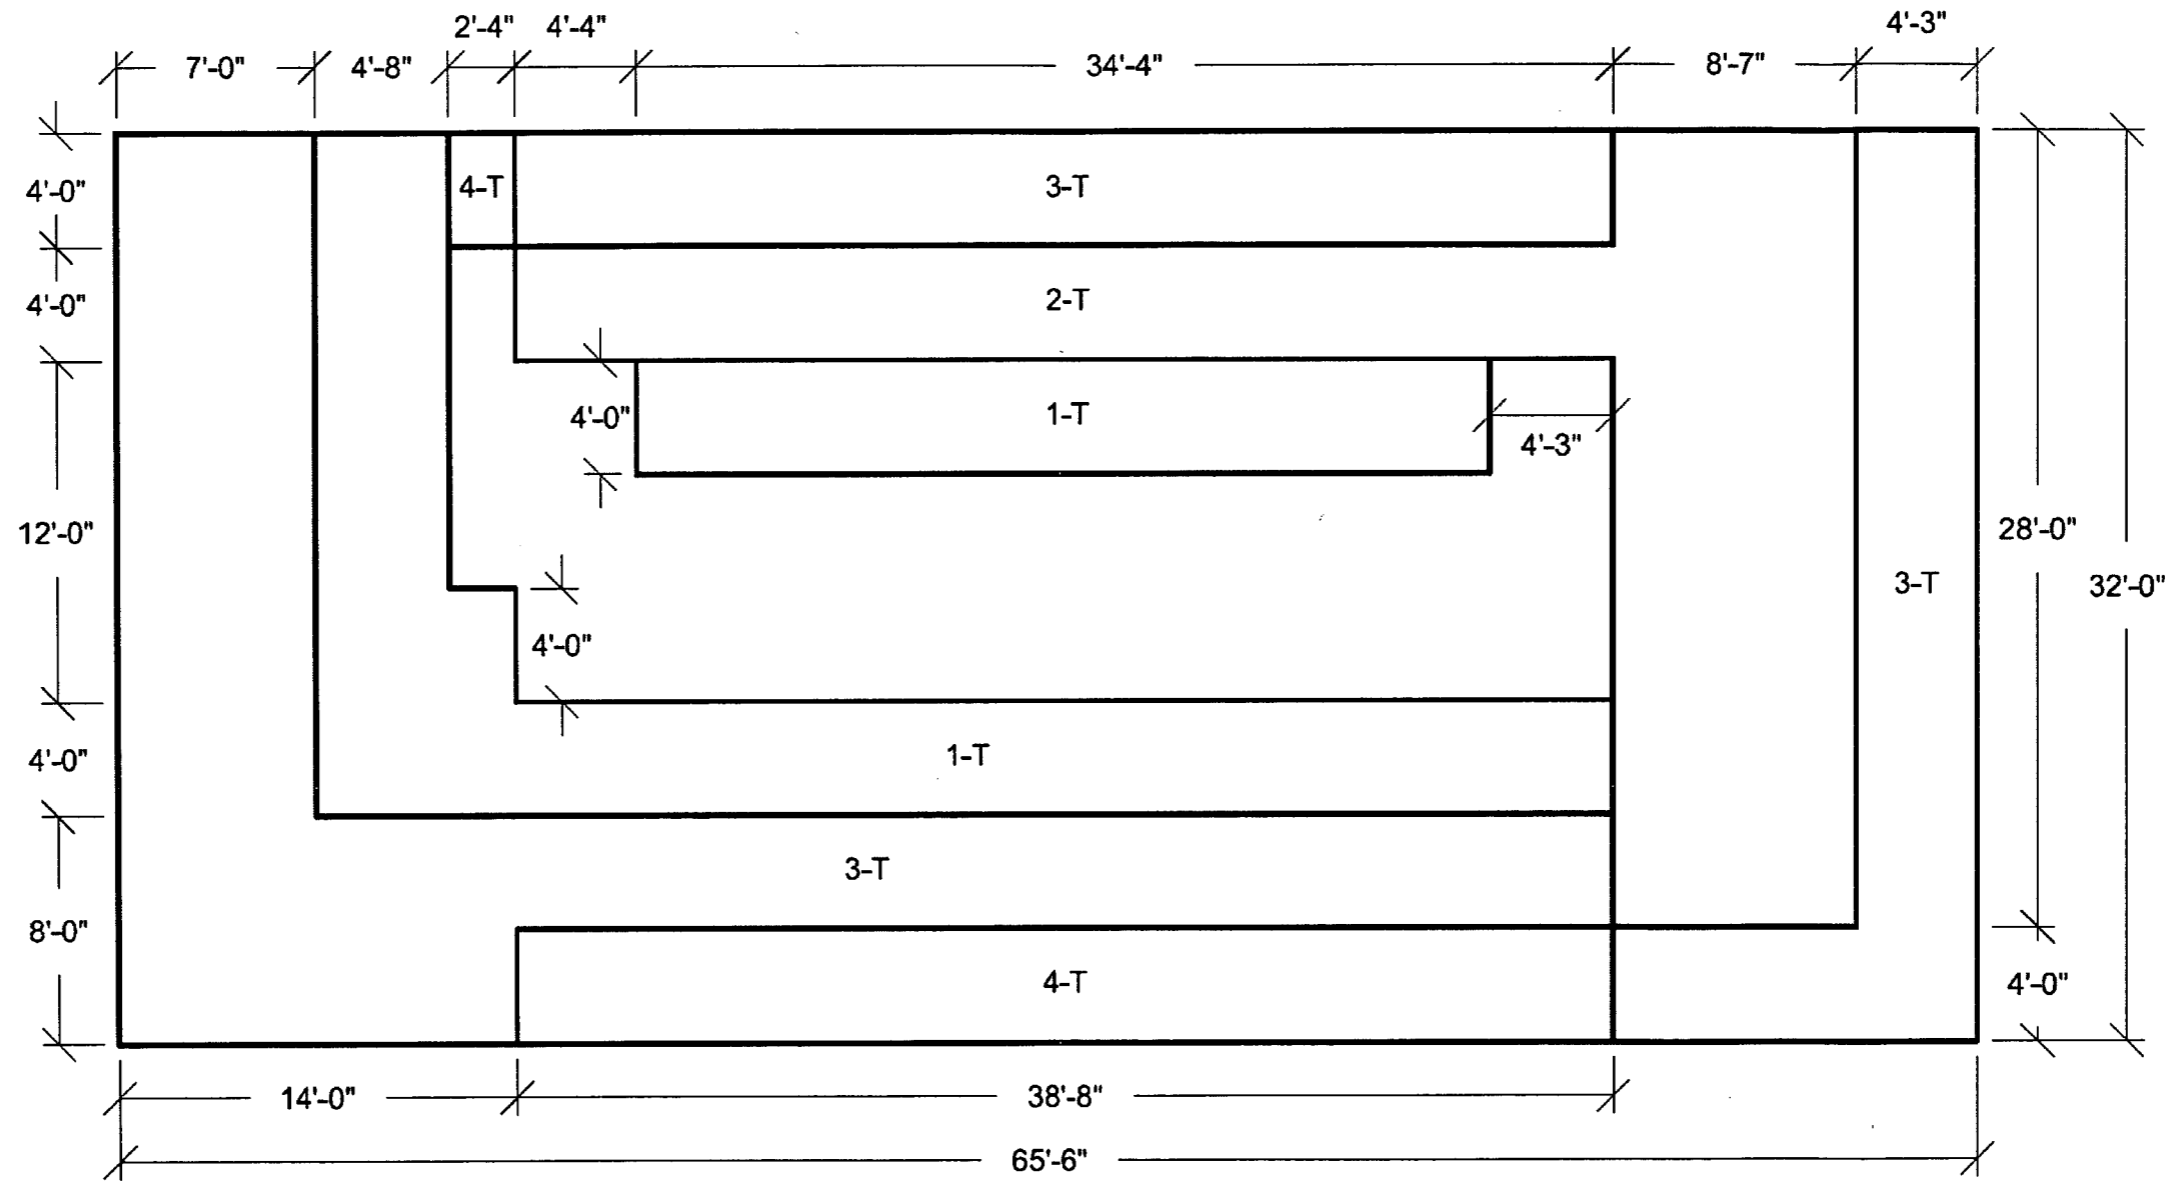 2'-4" 4'-4" 4'-3"
7'-0" 4'-8" 34'-4" 8'-7"
4'-0" 4-T 3-T
4'-0" 2-T
4'-0" 1-T 4'-3"
12'-0" 28'-0"
3-T 32'-0"
4'-0"
4'-0" 1-T
3-T
8'-0" 4-T 4'-0"
14'-0" 38'-8"
65'-6"